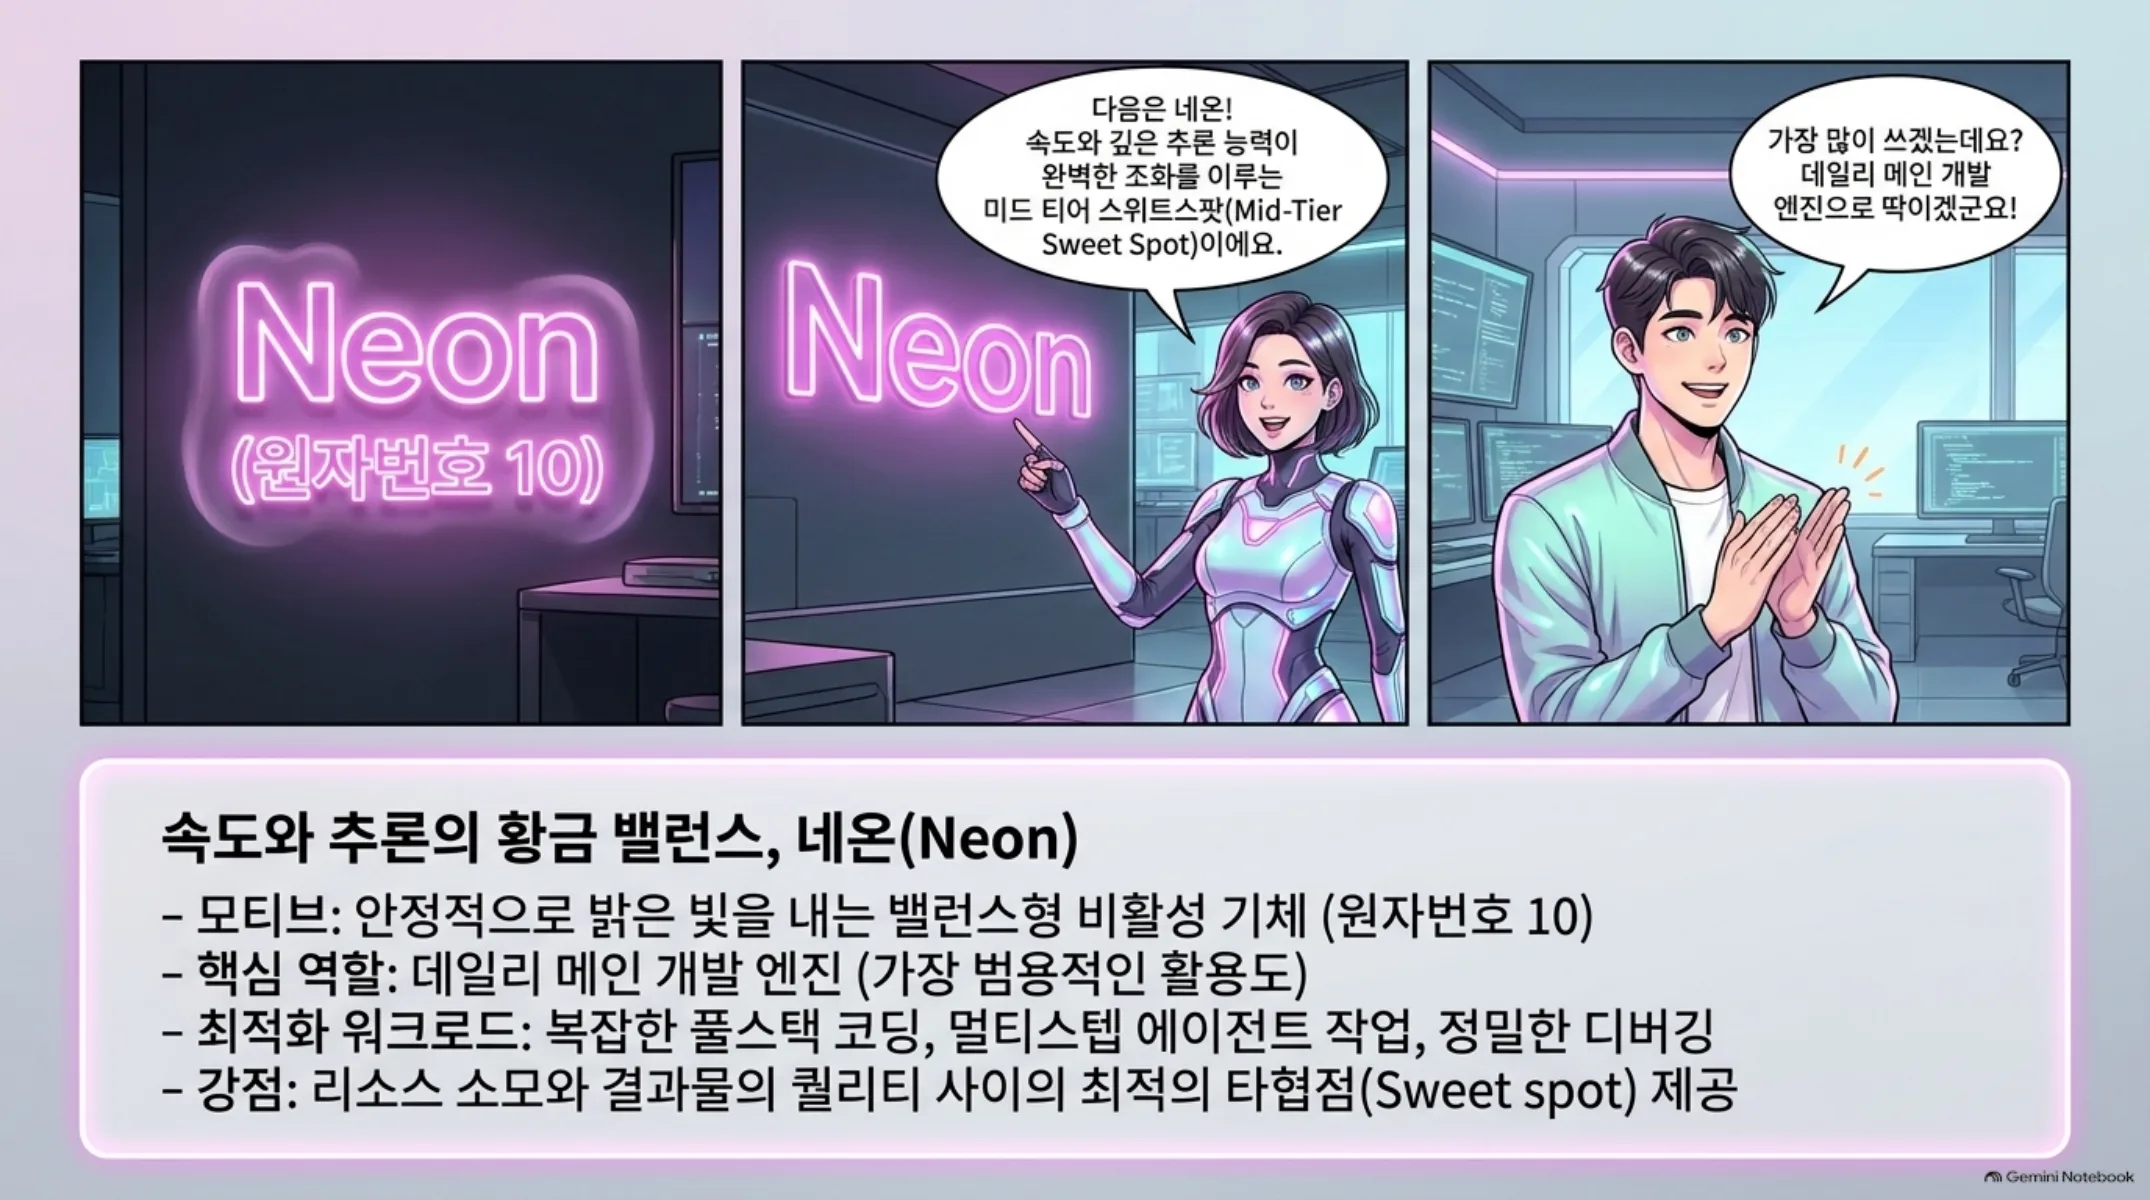 Neon
(원자번호 10)
다음은 네온!
속도와 깊은 추론 능력이
완벽한 조화를 이루는
미드 티어 스위트스팟(Mid-Tier
Sweet Spot)이에요.
Neon
가장 많이 쓰겠는데요?
데일리 메인 개발
엔진으로 딱이겠군요!
속도와 추론의 황금 밸런스, 네온(Neon)
– 모티브: 안정적으로 밝은 빛을 내는 밸런스형 비활성 기체 (원자번호 10)
– 핵심 역할: 데일리 메인 개발 엔진 (가장 범용적인 활용도)
– 최적화 워크로드: 복잡한 풀스택 코딩, 멀티스텝 에이전트 작업, 정밀한 디버깅
– 강점: 리소스 소모와 결과물의 퀄리티 사이의 최적의 타협점(Sweet spot) 제공
Gemini Notebook